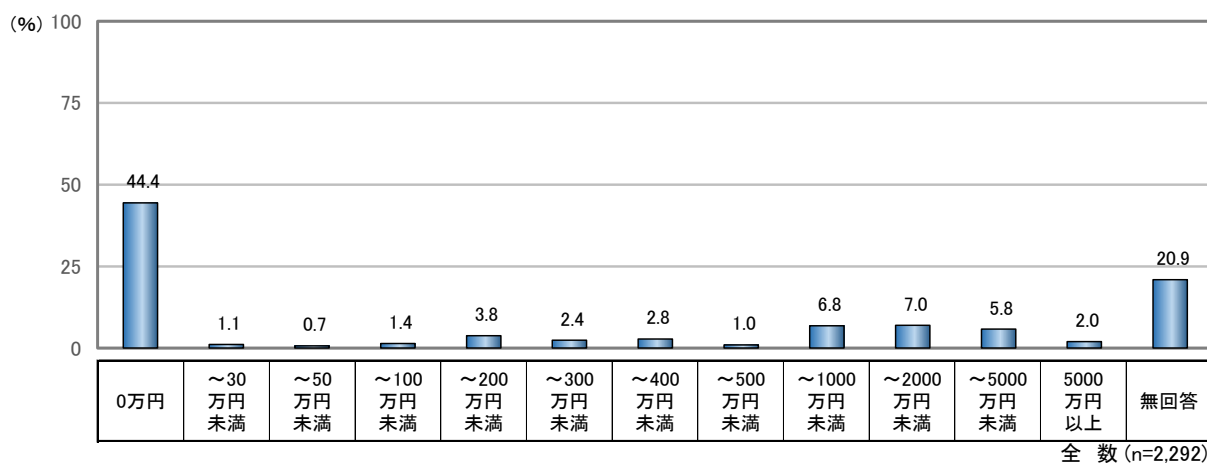 (%)
100
75
50
25
0
44.4
1.1
0.7
1.4
3.8
2.4
2.8
1.0
6.8
7.0
5.8
2.0
20.9
0万円
～30
万円
未満
～50
万円
未満
～100
万円
未満
～200
万円
未満
～300
万円
未満
～400
万円
未満
～500
万円
未満
～1000
万円
未満
～2000
万円
未満
～5000
万円
未満
5000
万円
以上
無回答
全 数(n=2,292)